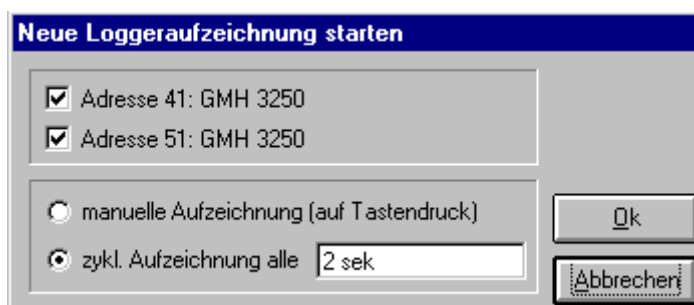 Neue Loggeraufzeichnung starten
Adresse 41: GMH 3250
Adresse 51: GMH 3250
manuelle Aufzeichnung (auf Tastendruck)
zykl. Aufzeichnung alle 2 sek
Ok
Abbrechen